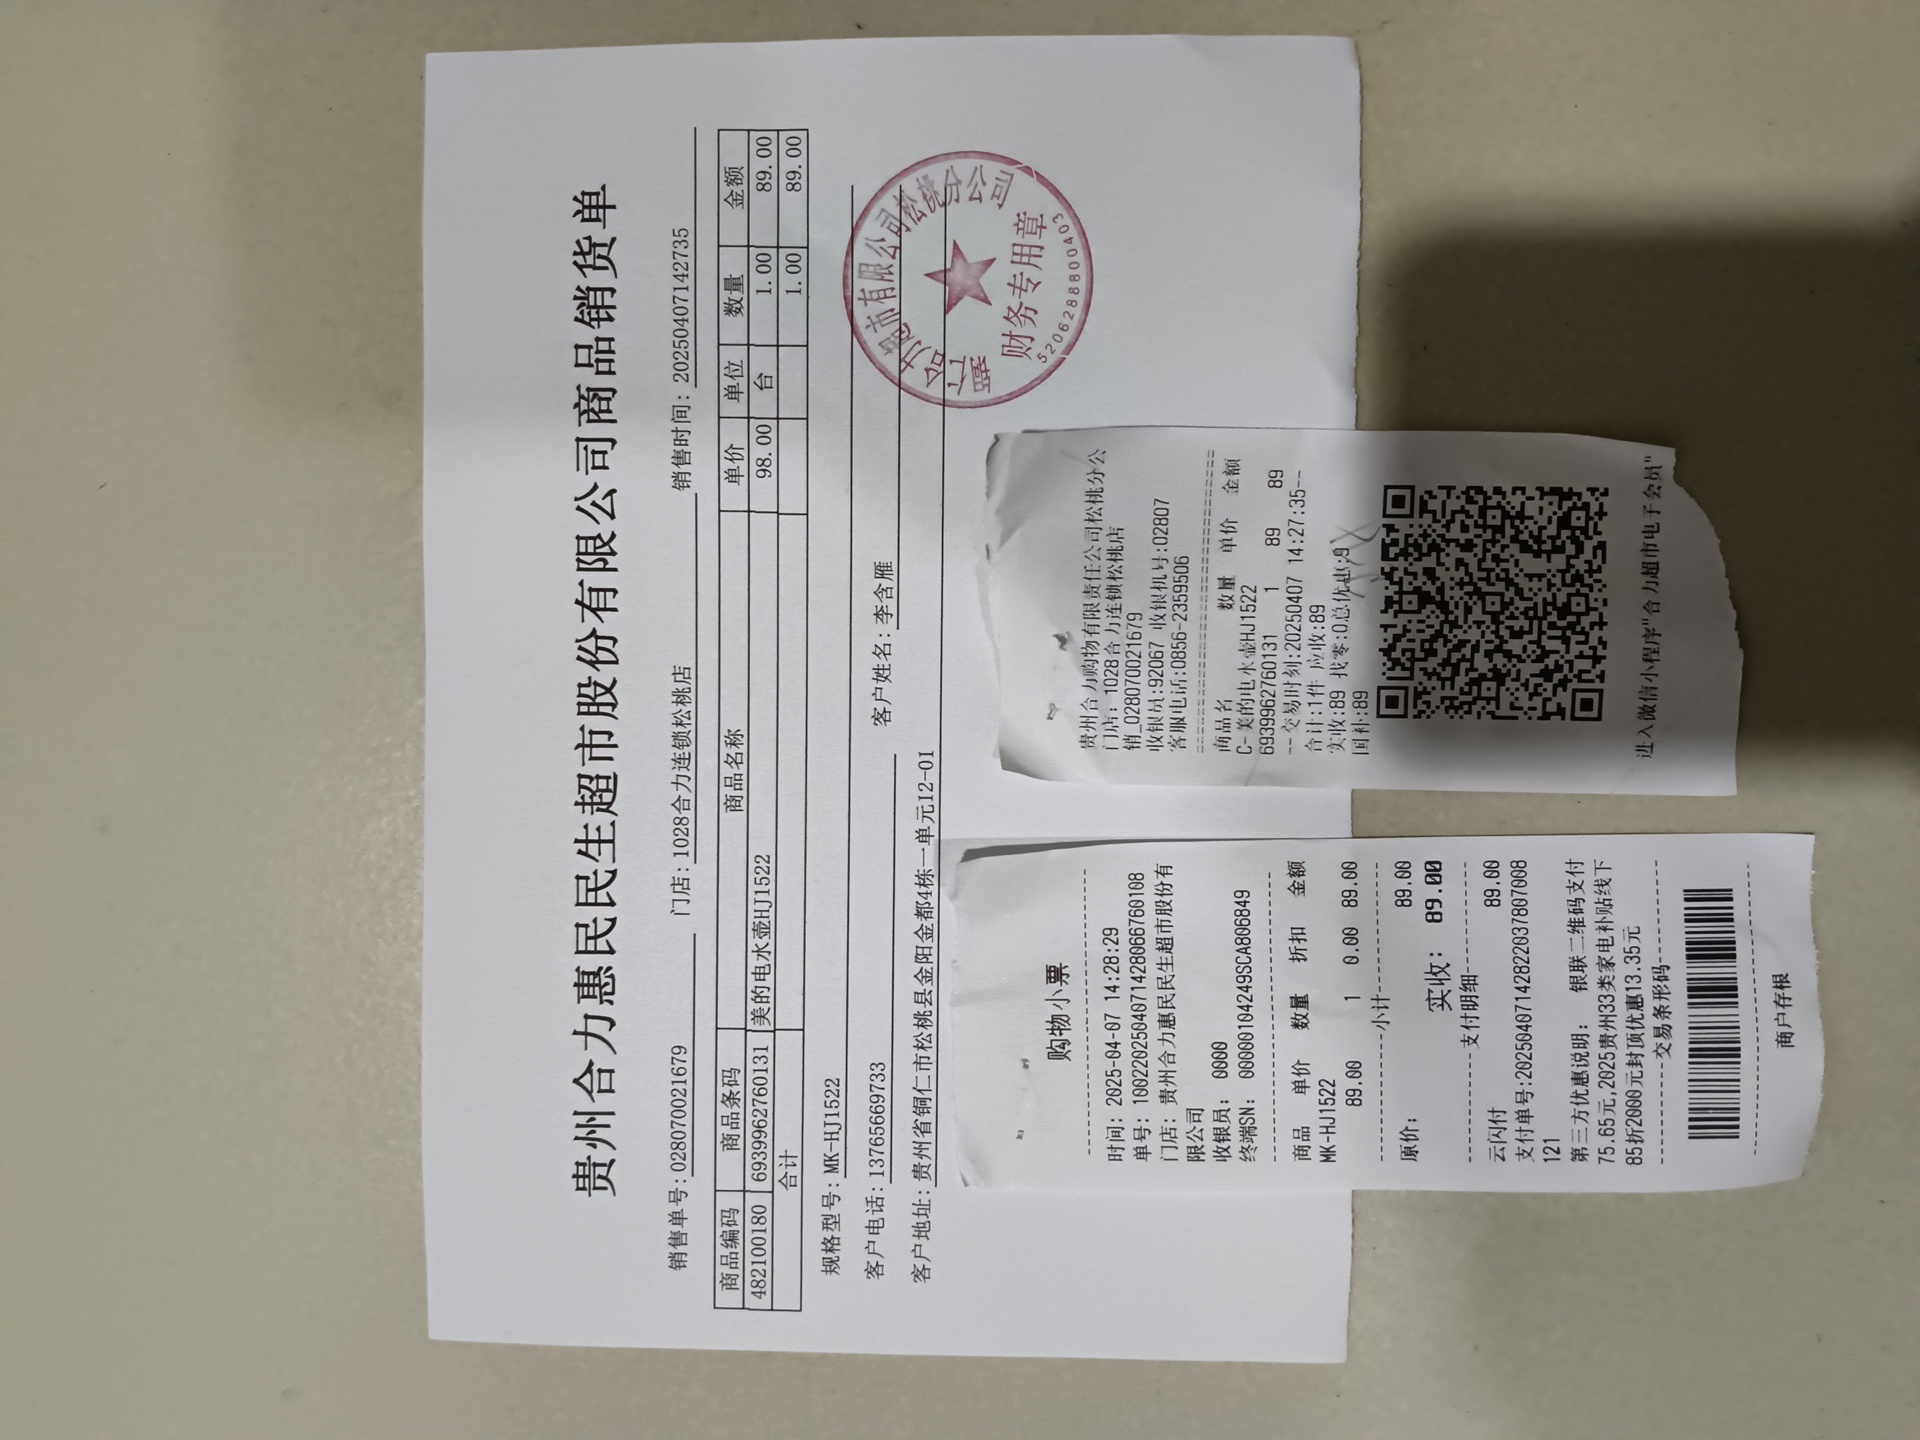 贵州合力惠民民生超市股份有限公司商品销货单
销售单号: 028070021679 门店: 1028合力连锁松桃店 销售时间: 20250407142735
商品编码 商品条码 商品名称 单价 单位 数量 金额
482100180 6939962760131 美的电水壶HJ1522 98.00 台 1.00 89.00
合计 1.00 89.00
规格型号: MK-HJ1522
客户电话: 13765669733 客户姓名: 李含雁
客户地址: 贵州省铜仁市松桃县金阳金都4栋一单元12-01
合力超市有限公司松桃分公司
财务专用章
5206288800403
购物小票
时间: 2025-04-07 14:28:29
单号: 1002202504071428066760108
门店: 贵州合力惠民民生超市股份有
限公司
收银员: 0000
终端SN: 00000104249SCA806849
商品 单价 数量 折扣 金额
MK-HJ1522
89.00 1 0.00 89.00
小计
原价: 89.00
实收: 89.00
支付明细
云闪付 89.00
支付单号:20250407142822037807008
121
第三方优惠说明: 银联二维码支付
75.65元,2025贵州33类家电补贴线下
85折2000元封顶优惠13.35元
交易条形码
商户存根
贵州合力购物有限责任公司松桃分公
门店: 1028合力连锁松桃店
销_028070021679
收银员:92067 收银机号:02807
客服电话:0856-2359506
商品名 数量 单价 金额
C-美的电水壶HJ1522
6939962760131 1 89 89
--交易时刻:20250407 14:27:35--
合计:1件 应收:89
实收:89 找零:0总优惠:9
国补:89
进入微信小程序"合力超市电子会员"